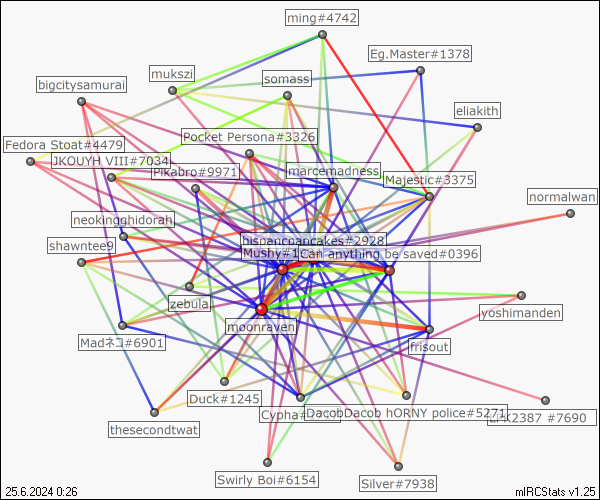 ming#4742
Eg.Master#1378
mukszi
somass
bigcitysamurai
eliakith
Pocket Persona#3326
Fedora Stoat#4479
JKOUYH VIII#7034
Pikabro#9971
marcemadness
Majestic#3375
normalwan
neokingghidorah
hispancpancakes#2928
shawntee9
Mushy#1
Can anything be saved#0396
zebula
yoshimanden
moonraven
Madネコ#6901
frisout
Duck#1245
Cypha
DacobDacob hORNY police#5271
#7690
thesecondtwat
Swirly Boi#6154
Silver#7938
25.6.2024 0:26
mIRCStats v1.25